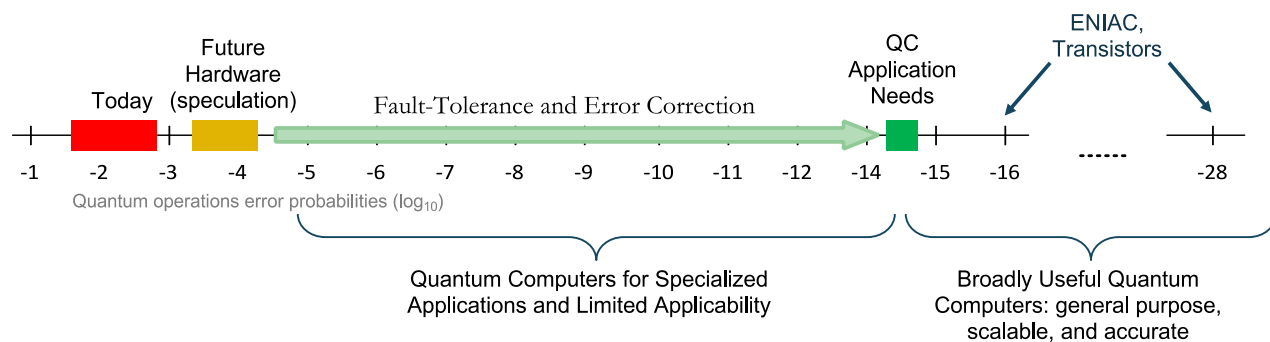 ENIAC,
Transistors
Future
Hardware
(speculation)
QC
Application
Needs
Today
Fault-Tolerance and Error Correction
-1 -2 -3 -4 -5 -6 -7 -8 -9 -10 -11 -12 -13 -14 -15 -16 ....... -28
Quantum operations error probabilities (log10)
Quantum Computers for Specialized
Applications and Limited Applicability
Broadly Useful Quantum
Computers: general purpose,
scalable, and accurate